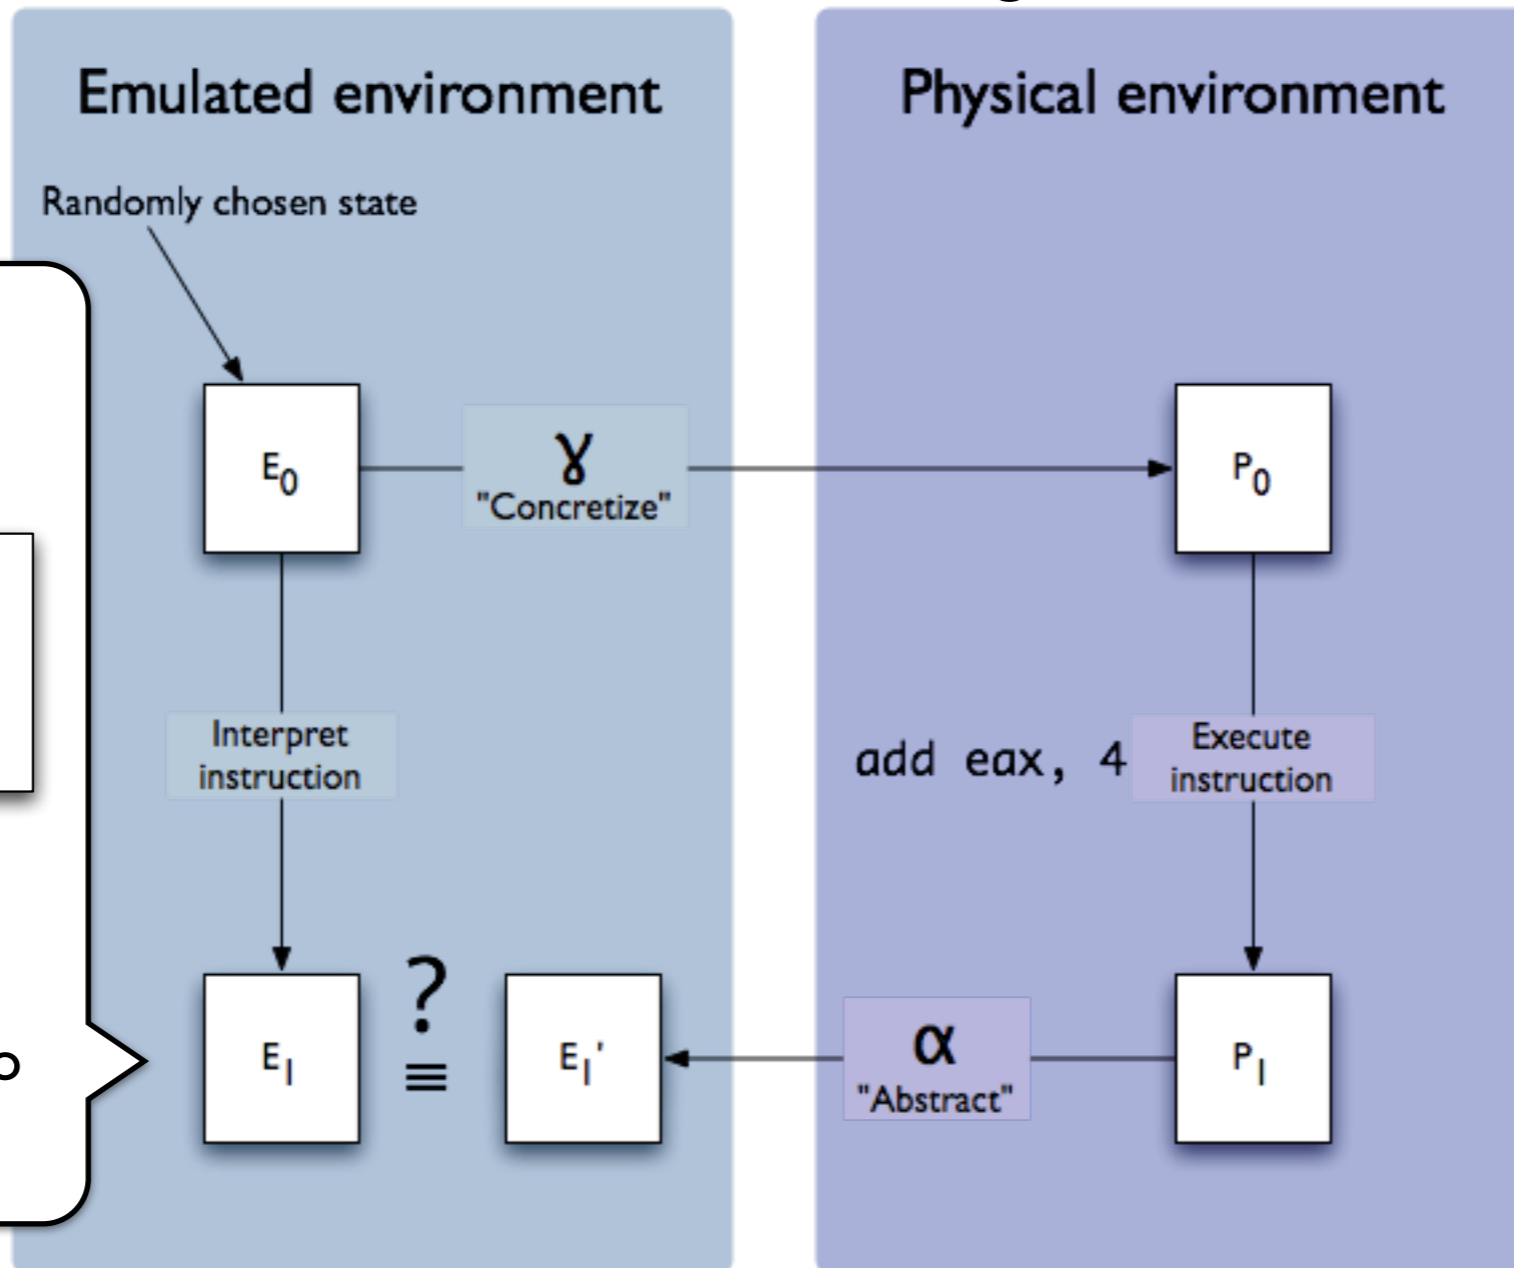 Emulated environment
Physical environment
Randomly chosen state
E0
γ
"Concretize"
P0
Interpret
instruction
add eax, 4
Execute
instruction
?
≡
E1
E1'
α
"Abstract"
P1